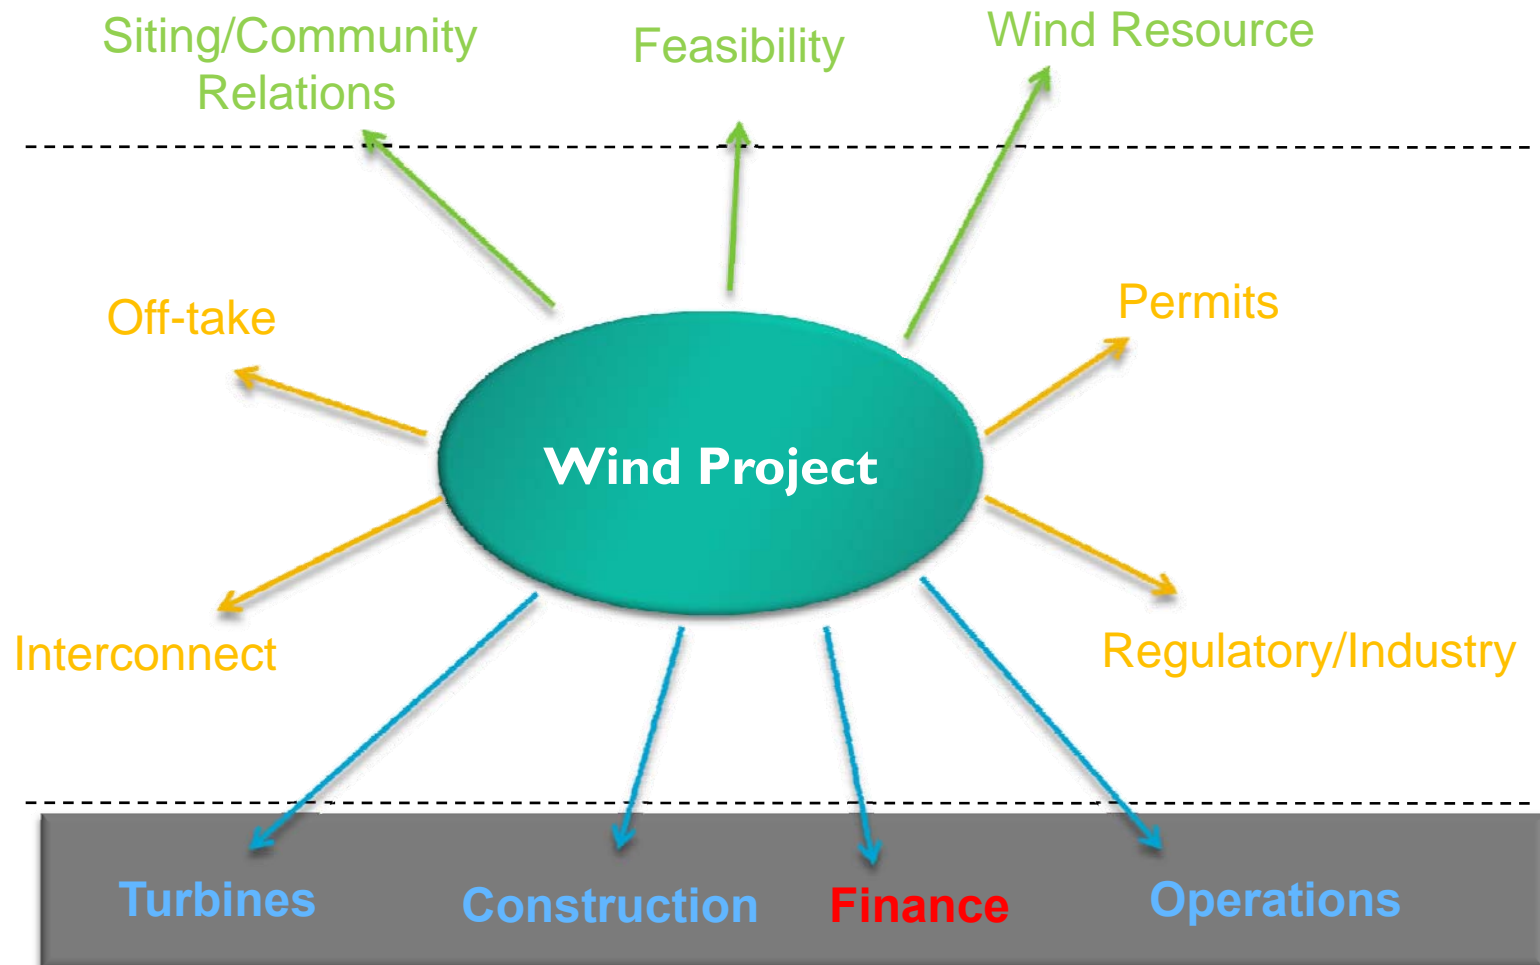 Siting/Community
Relations
Feasibility
Wind Resource
Off-take
Permits
Wind Project
Interconnect
Regulatory/Industry
Turbines
Construction
Finance
Operations